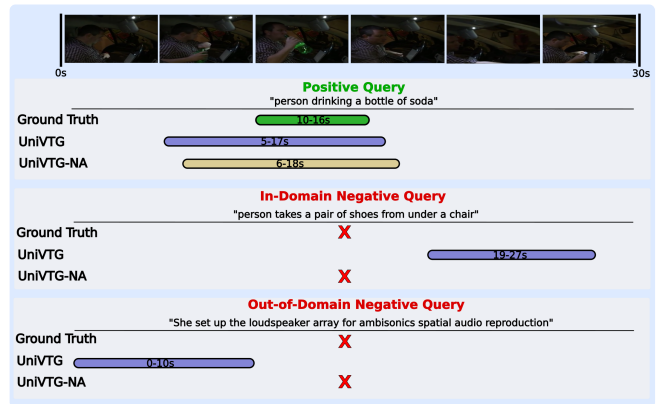 0s
30s
Positive Query
"person drinking a bottle of soda"
Ground Truth
10-16s
UniVTG
5-17s
UniVTG-NA
6-18s
In-Domain Negative Query
"person takes a pair of shoes from under a chair"
Ground Truth
X
UniVTG
19-27s
UniVTG-NA
X
Out-of-Domain Negative Query
"She set up the loudspeaker array for ambisonics spatial audio reproduction"
Ground Truth
X
UniVTG
0-10s
UniVTG-NA
X